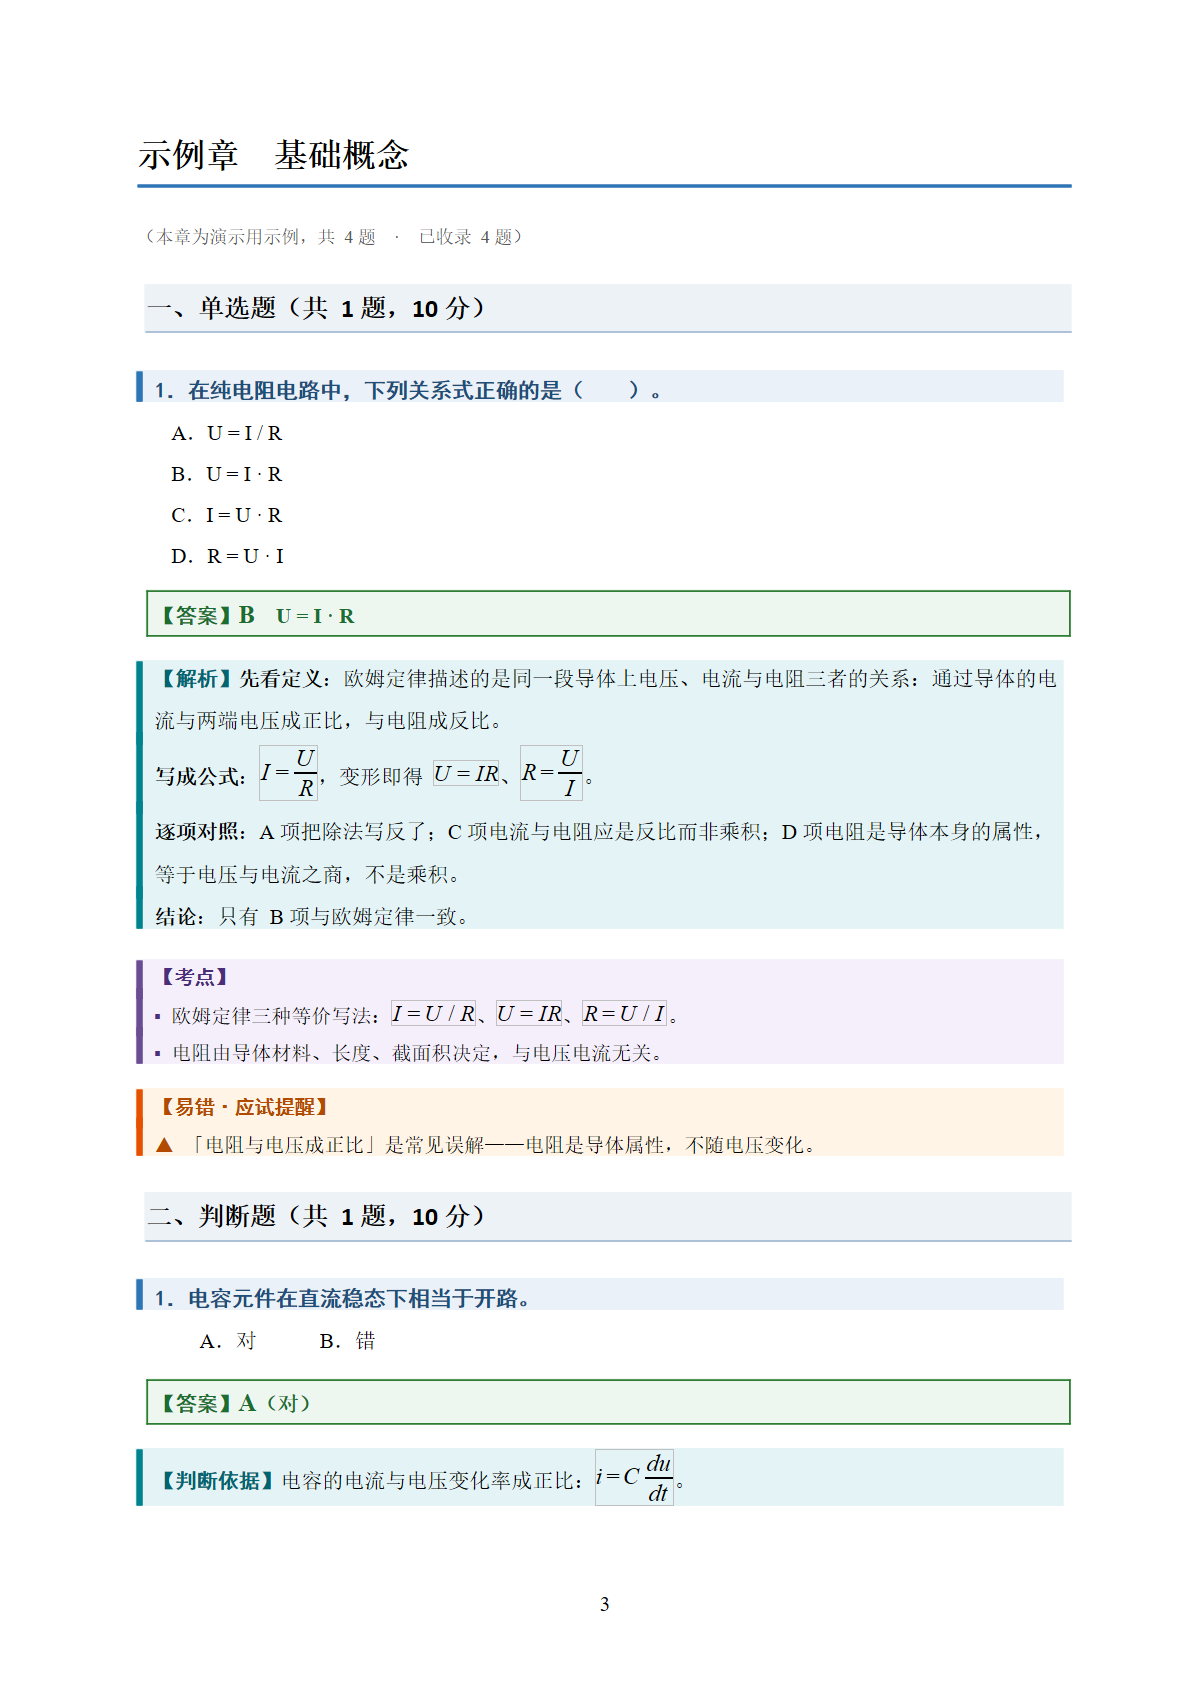 示例章　基础概念
（本章为演示用示例，共 4 题　·　已收录 4 题）
一、单选题（共 1 题，10 分）
1．在纯电阻电路中，下列关系式正确的是（　　）。
A．U = I / R
B．U = I · R
C．I = U · R
D．R = U · I
【答案】B　U = I · R
【解析】先看定义：欧姆定律描述的是同一段导体上电压、电流与电阻三者的关系：通过导体的电
流与两端电压成正比，与电阻成反比。
写成公式：I = U/R，变形即得 U = IR、R = U/I。
逐项对照：A 项把除法写反了；C 项电流与电阻应是反比而非乘积；D 项电阻是导体本身的属性，
等于电压与电流之商，不是乘积。
结论：只有 B 项与欧姆定律一致。
【考点】
▪ 欧姆定律三种等价写法：I = U / R、U = IR、R = U / I。
▪ 电阻由导体材料、长度、截面积决定，与电压电流无关。
【易错 · 应试提醒】
▲ 「电阻与电压成正比」是常见误解——电阻是导体属性，不随电压变化。
二、判断题（共 1 题，10 分）
1．电容元件在直流稳态下相当于开路。
A．对　　B．错
【答案】A（对）
【判断依据】电容的电流与电压变化率成正比：i = C du/dt。
3